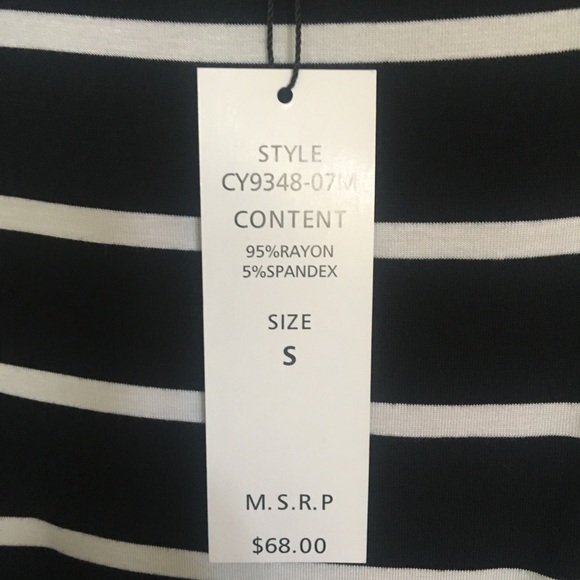 STYLE
CY9348-07M
CONTENT
95%RAYON
5%SPANDEX
SIZE
S
M.S.R.P
$68.00